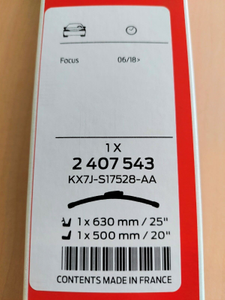 Focus 06/18»
1 X
2 407 543
KX7J-S17528-AA
1 x 630 mm / 25"
1 x 500 mm / 20"
CONTENTS MADE IN FRANCE